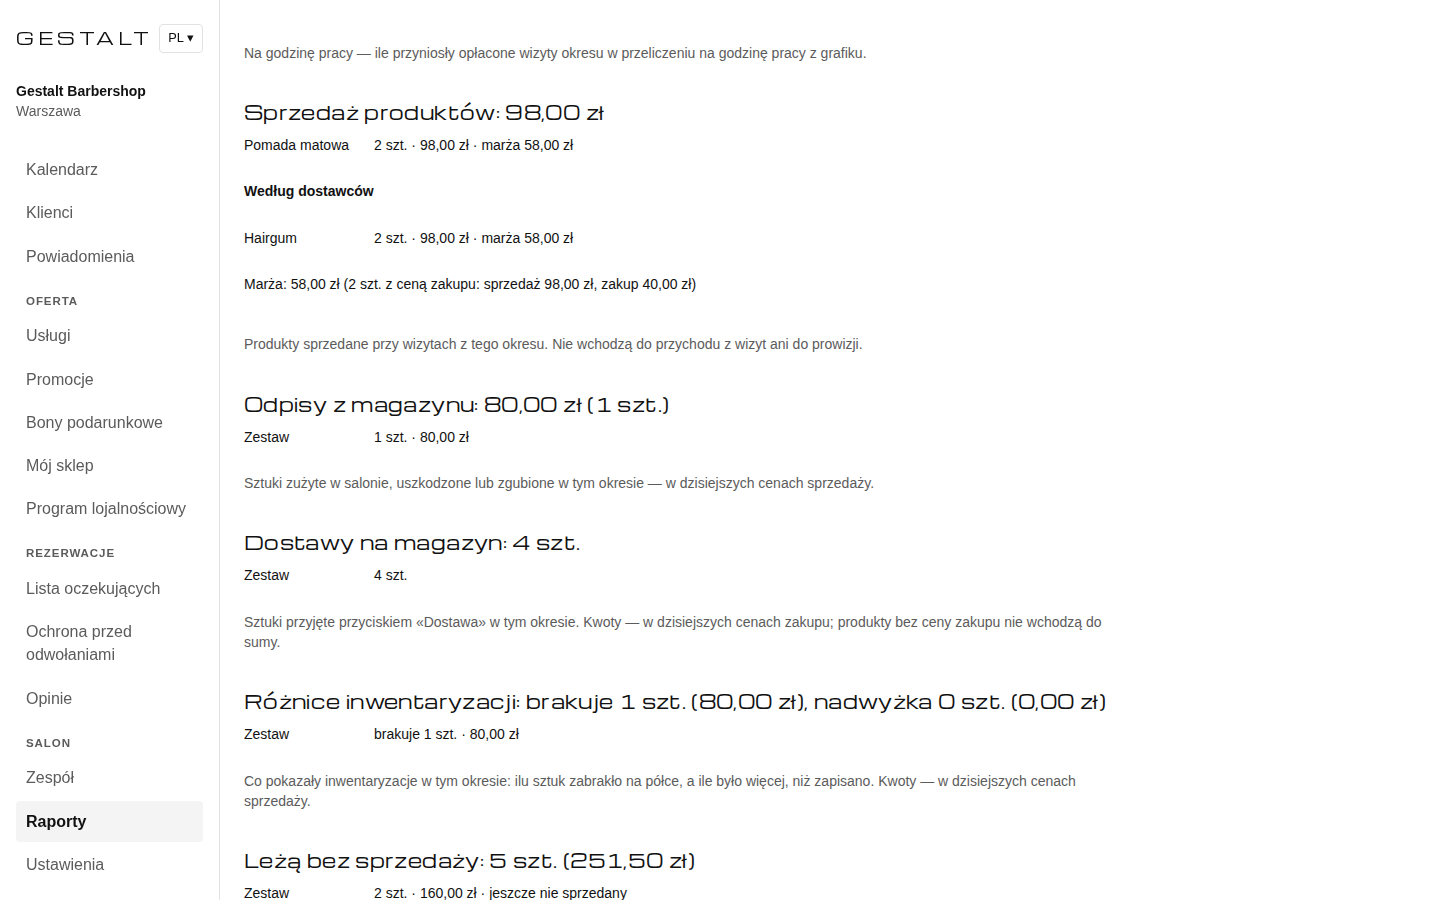 GESTALT
PL ▾
Gestalt Barbershop
Warszawa
Kalendarz
Klienci
Powiadomienia
OFERTA
Usługi
Promocje
Bony podarunkowe
Mój sklep
Program lojalnościowy
REZERWACJE
Lista oczekujących
Ochrona przed
odwołaniami
Opinie
SALON
Zespół
Raporty
Ustawienia
Na godzinę pracy — ile przyniosły opłacone wizyty okresu w przeliczeniu na godzinę pracy z grafiku.
Sprzedaż produktów: 98,00 zł
Pomada matowa 2 szt. · 98,00 zł · marża 58,00 zł
Według dostawców
Hairgum 2 szt. · 98,00 zł · marża 58,00 zł
Marża: 58,00 zł (2 szt. z ceną zakupu: sprzedaż 98,00 zł, zakup 40,00 zł)
Produkty sprzedane przy wizytach z tego okresu. Nie wchodzą do przychodu z wizyt ani do prowizji.
Odpisy z magazynu: 80,00 zł (1 szt.)
Zestaw 1 szt. · 80,00 zł
Sztuki zużyte w salonie, uszkodzone lub zgubione w tym okresie — w dzisiejszych cenach sprzedaży.
Dostawy na magazyn: 4 szt.
Zestaw 4 szt.
Sztuki przyjęte przyciskiem «Dostawa» w tym okresie. Kwoty — w dzisiejszych cenach zakupu; produkty bez ceny zakupu nie wchodzą do
sumy.
Różnice inwentaryzacji: brakuje 1 szt. (80,00 zł), nadwyżka 0 szt. (0,00 zł)
Zestaw brakuje 1 szt. · 80,00 zł
Co pokazały inwentaryzacje w tym okresie: ilu sztuk zabrakło na półce, a ile było więcej, niż zapisano. Kwoty — w dzisiejszych cenach
sprzedaży.
Leżą bez sprzedaży: 5 szt. (251,50 zł)
Zestaw 2 szt. · 160,00 zł · jeszcze nie sprzedany